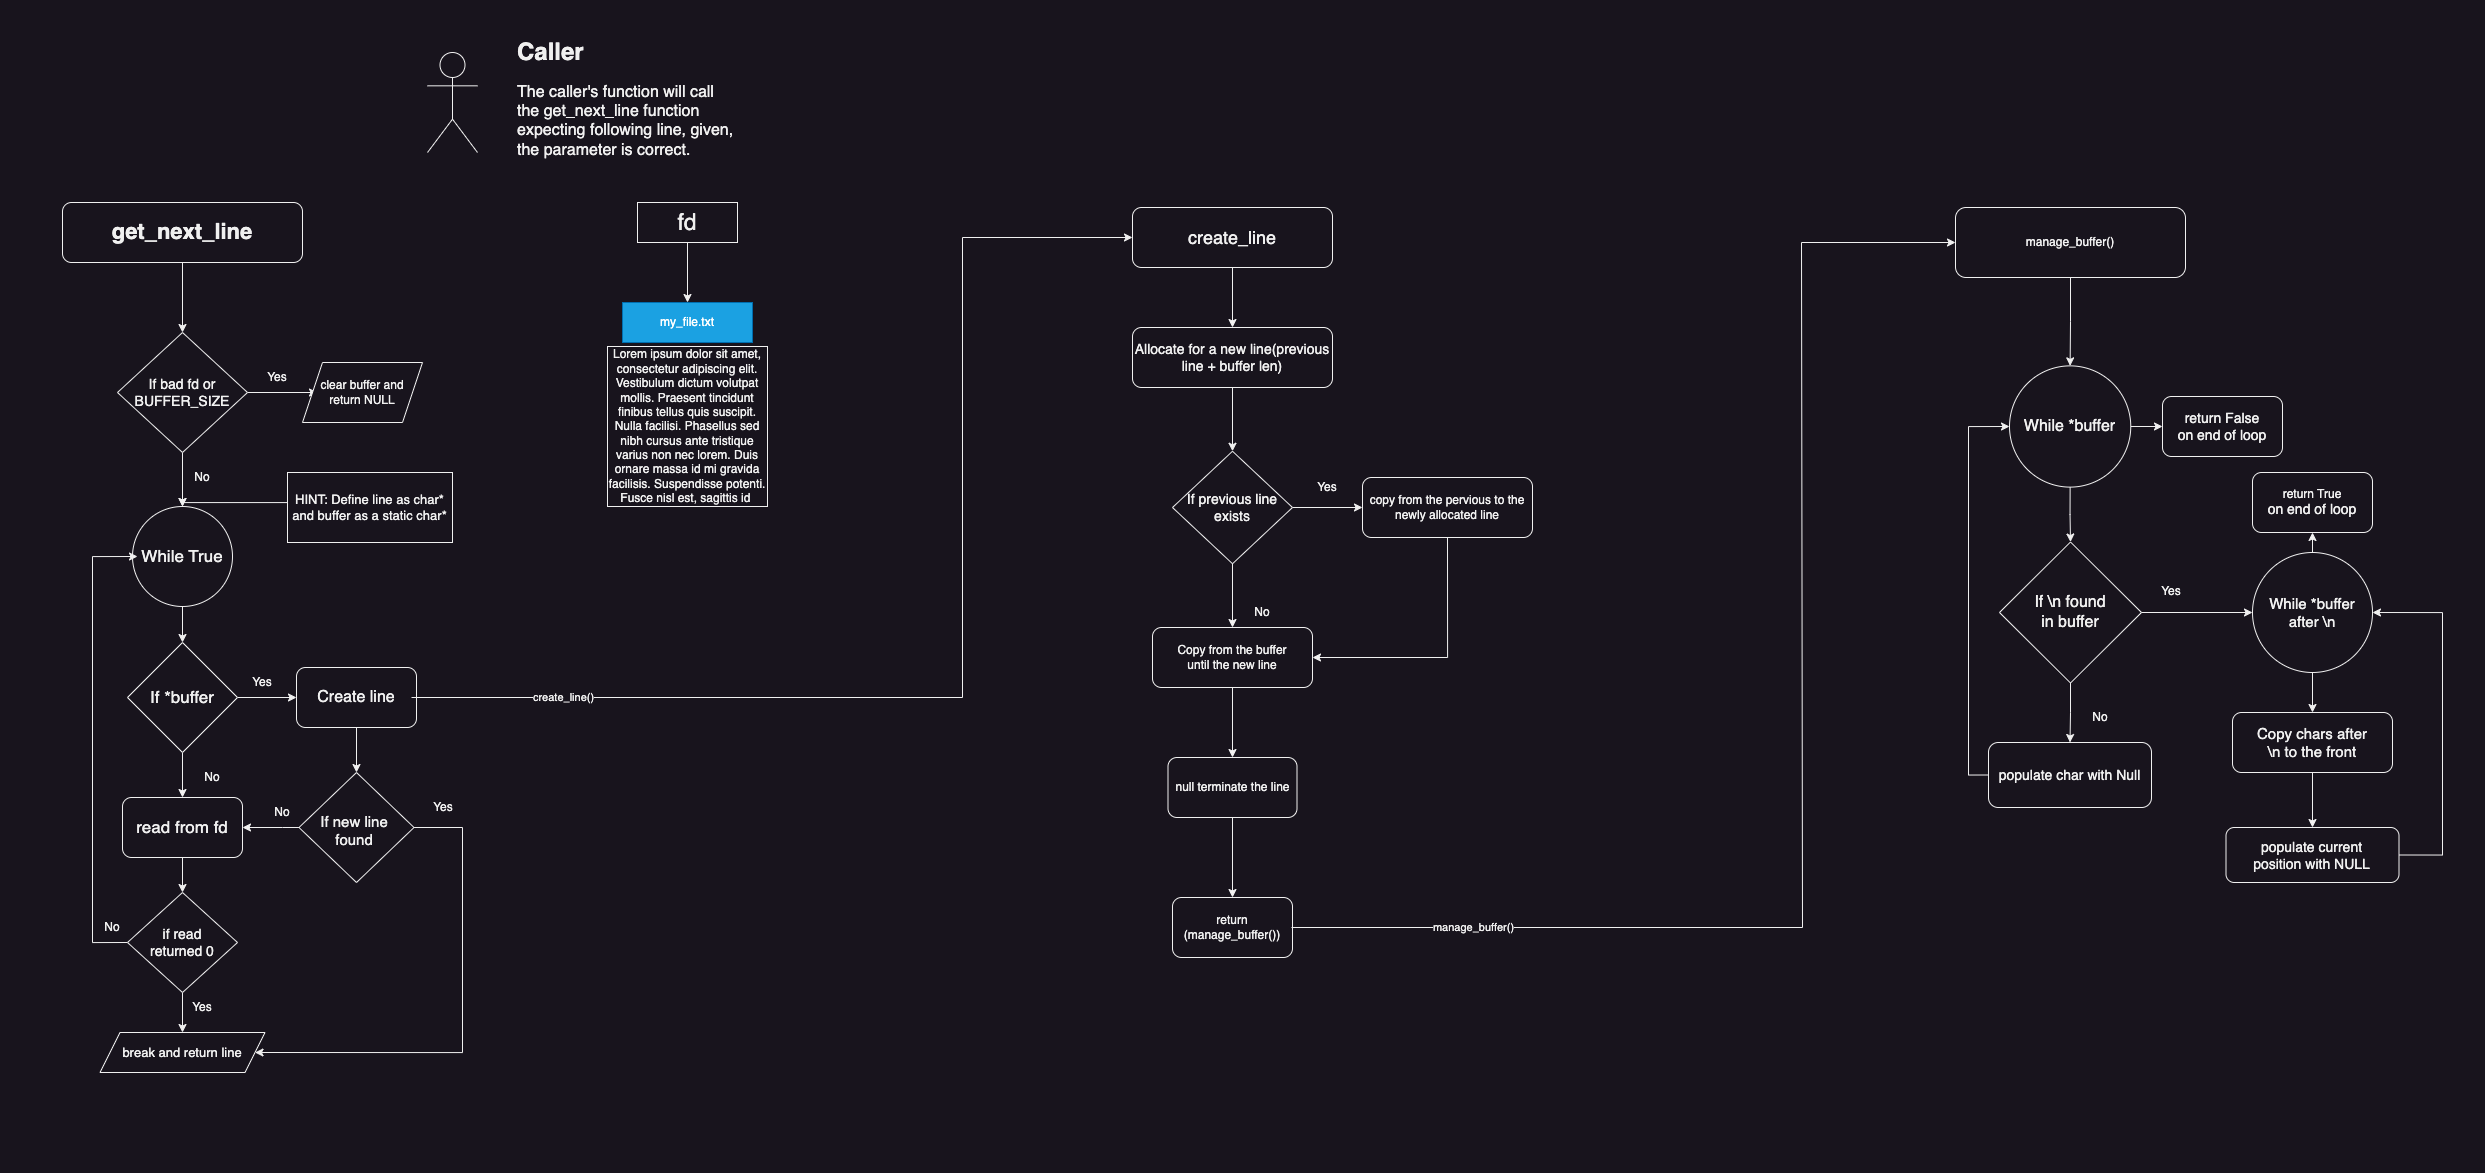 Caller
The caller's function will call
the get_next_line function
expecting following line, given,
the parameter is correct.
get_next_line
If bad fd or
BUFFER_SIZE
Yes
clear buffer and
return NULL
No
HINT: Define line as char*
and buffer as a static char*
While True
If *buffer
Yes
Create line
create_line()
No
read from fd
No
If new line
found
Yes
if read
returned 0
No
Yes
break and return line
fd
my_file.txt
Lorem ipsum dolor sit amet,
consectetur adipiscing elit.
Vestibulum dictum volutpat
mollis. Praesent tincidunt
finibus tellus quis suscipit.
Nulla facilisi. Phasellus sed
nibh cursus ante tristique
varius non nec lorem. Duis
ornare massa id mi gravida
facilisis. Suspendisse potenti.
Fusce nisl est, sagittis id
create_line
Allocate for a new line(previous
line + buffer len)
If previous line
exists
Yes
copy from the pervious to the
newly allocated line
No
Copy from the buffer
until the new line
null terminate the line
return
(manage_buffer())
manage_buffer()
manage_buffer()
While *buffer
return False
on end of loop
If \n found
in buffer
Yes
return True
on end of loop
While *buffer
after \n
No
populate char with Null
Copy chars after
\n to the front
populate current
position with NULL